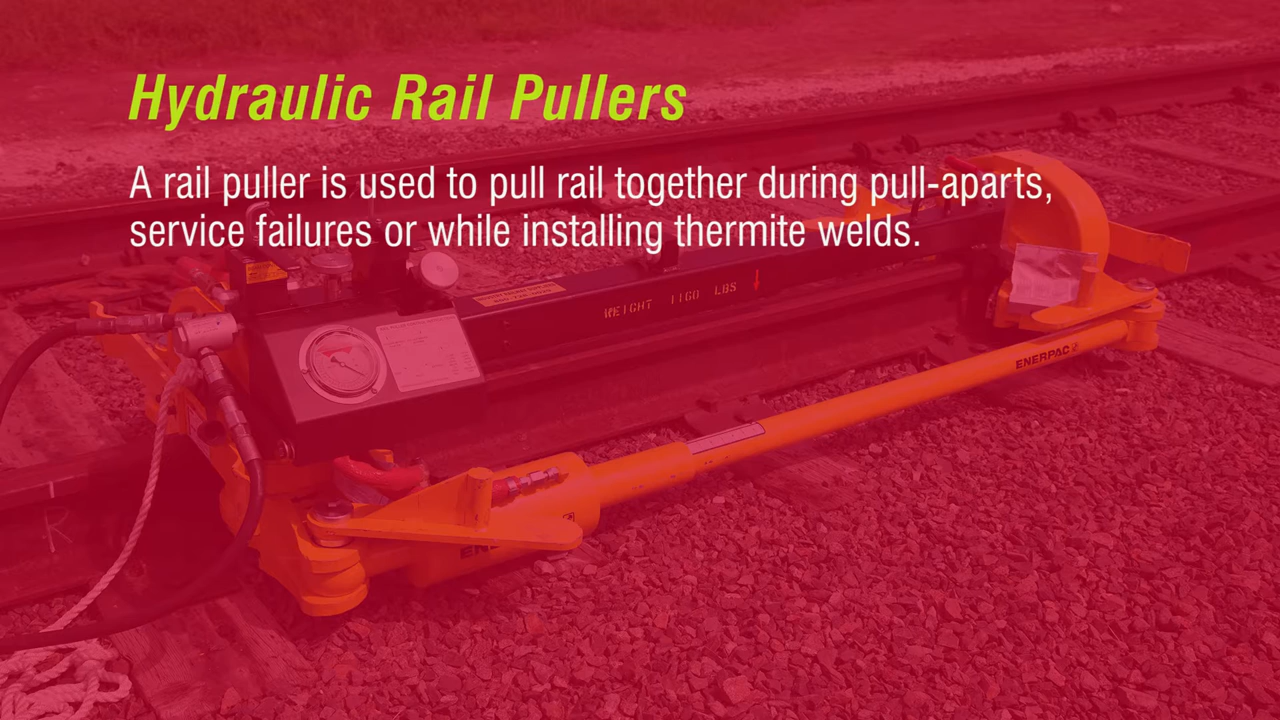 Hydraulic Rail Pullers
A rail puller is used to pull rail together during pull-aparts,
service failures or while installing thermite welds.
WEIGHT 1160 LBS
ENERPAC